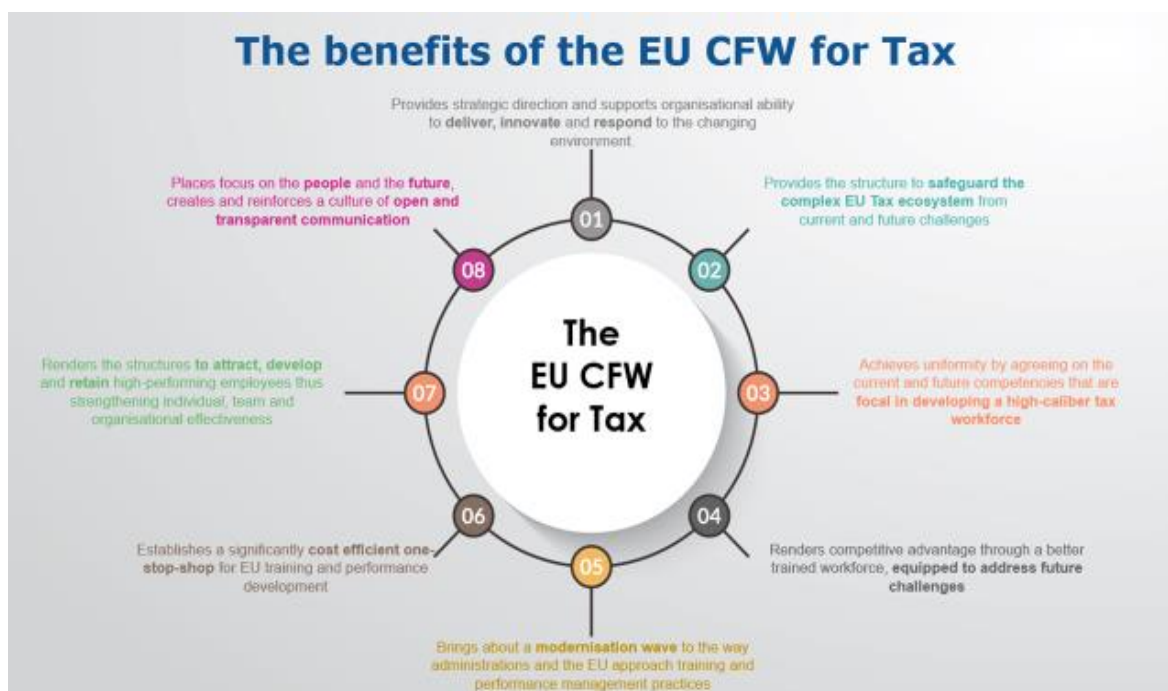 The benefits of the EU CFW for Tax
Provides strategic direction and supports organisational ability
to deliver, innovate and respond to the changing
environment.
01
Provides the structure to safeguard the
complex EU Tax ecosystem from
current and future challenges
02
Achieves uniformity by agreeing on the
current and future competencies that are
focal in developing a high-caliber tax
workforce
03
Renders competitive advantage through a better
trained workforce, equipped to address future
challenges
04
Brings about a modernisation wave to the way
administrations and the EU approach training and
performance management practices
05
Establishes a significantly cost efficient one-
stop-shop for EU training and performance
development
06
Renders the structures to attract, develop
and retain high-performing employees thus
strengthening individual, team and
organisational effectiveness
07
Places focus on the people and the future,
creates and reinforces a culture of open and
transparent communication
08
The
EU CFW
for Tax